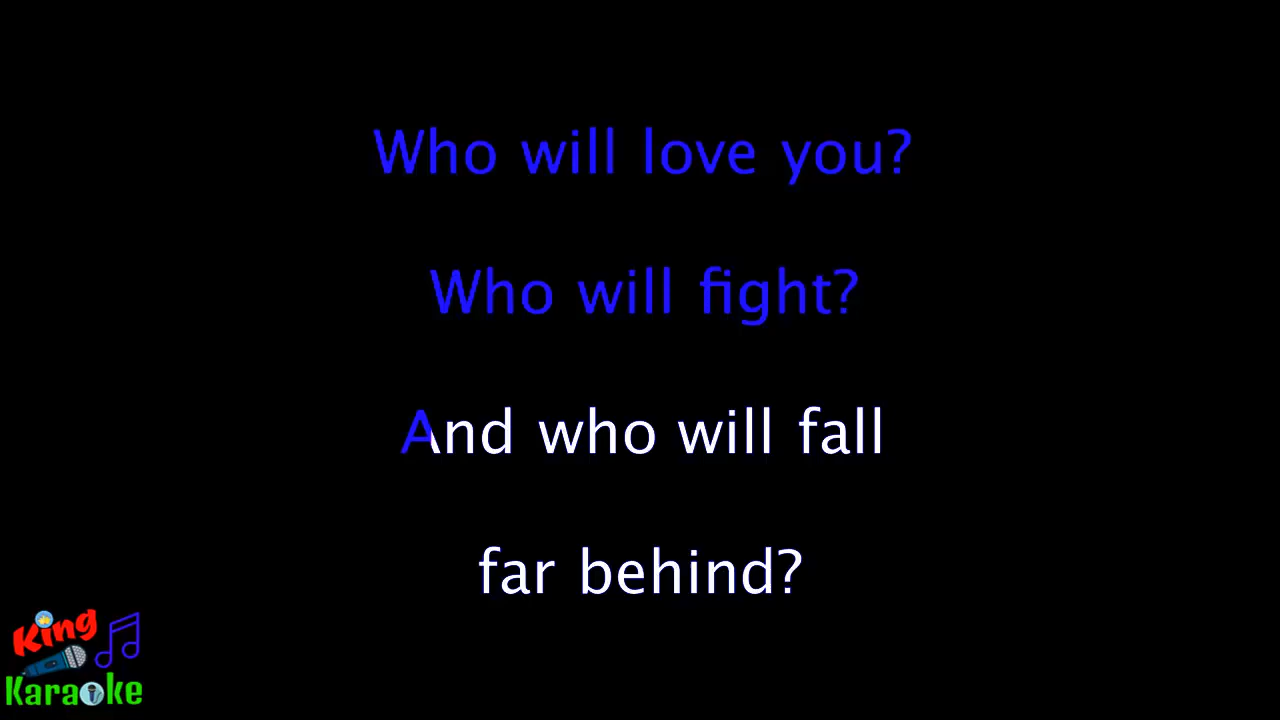 Who will love you?
Who will fight?
And who will fall
far behind?
King
Karaoke